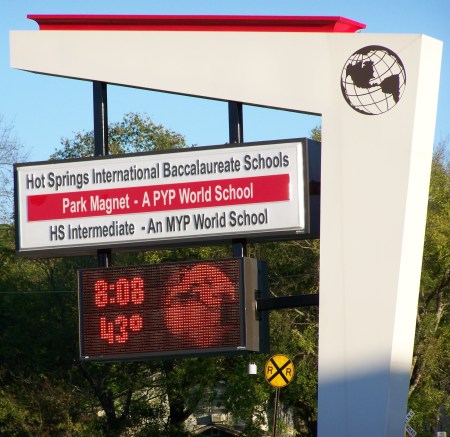 Hot Springs International Baccalaureate Schools
Park Magnet - A PYP World School
HS Intermediate - An MYP World School
8:08
43°
R R